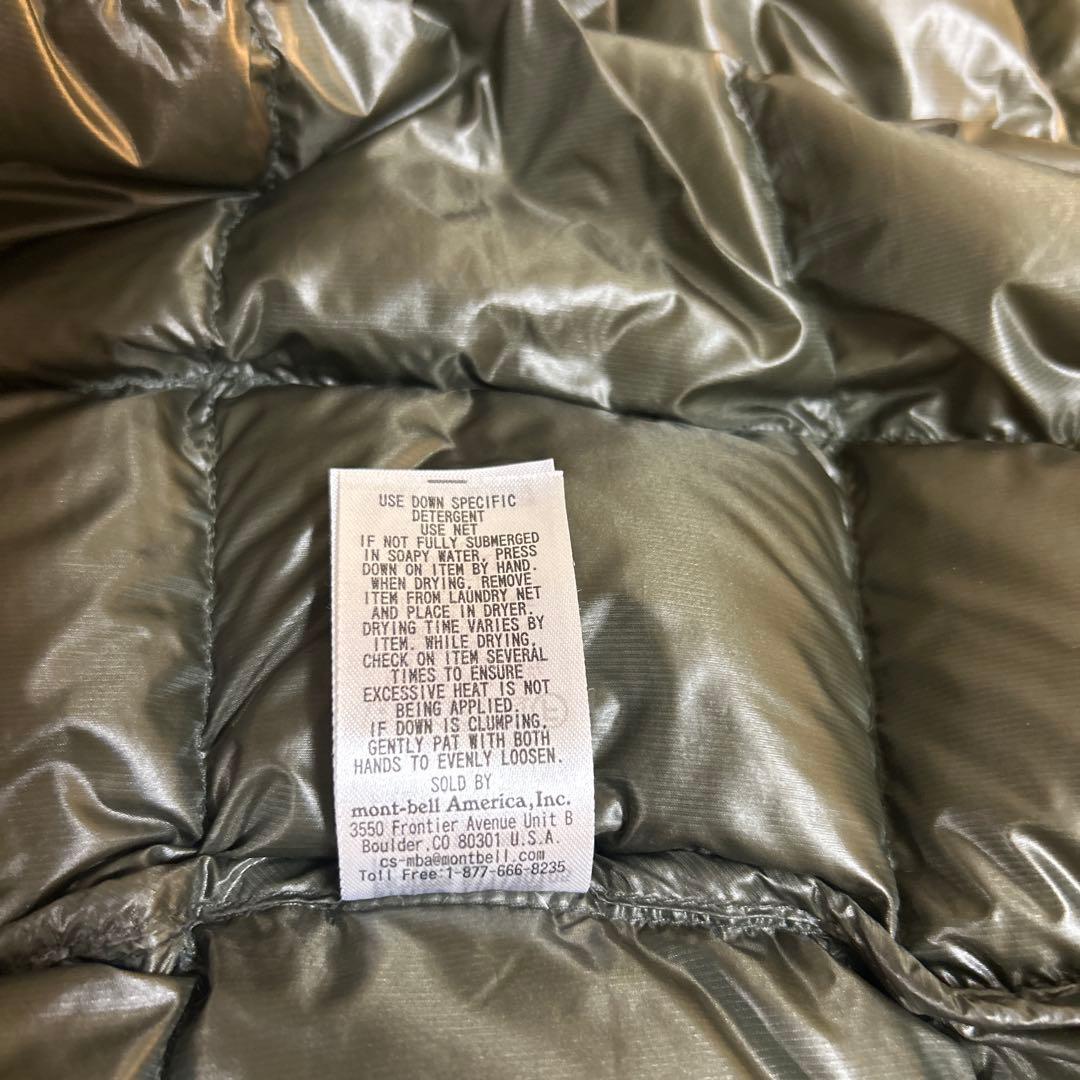 USE DOWN SPECIFIC
DETERGENT
USE NET
IF NOT FULLY SUBMERGED
IN SOAPY WATER, PRESS
DOWN ON ITEM BY HAND.
WHEN DRYING, REMOVE
ITEM FROM LAUNDRY NET
AND PLACE IN DRYER.
DRYING TIME VARIES BY
ITEM. WHILE DRYING,
CHECK ON ITEM SEVERAL
TIMES TO ENSURE
EXCESSIVE HEAT IS NOT
BEING APPLIED.
IF DOWN IS CLUMPING,
GENTLY PAT WITH BOTH
HANDS TO EVENLY LOOSEN.
SOLD BY
mont-bell America,Inc.
3550 Frontier Avenue Unit B
Boulder,CO 80301 U.S.A.
cs-mba@montbell.com
Toll Free:1-877-666-8235